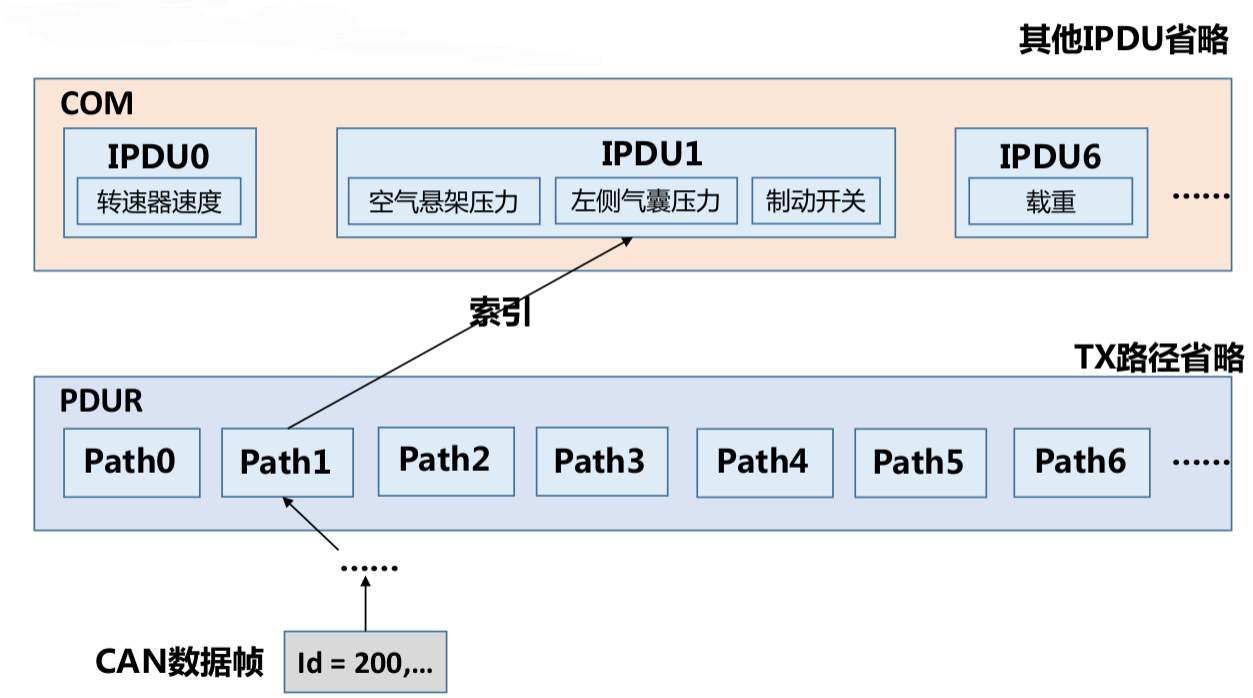 其他IPDU省略
COM
IPDU0
IPDU1
IPDU6
转速器速度
空气悬架压力
左侧气囊压力
制动开关
载重
......
索引
TX路径省略
PDUR
Path0
Path1
Path2
Path3
Path4
Path5
Path6
......
......
CAN数据帧
Id = 200,...